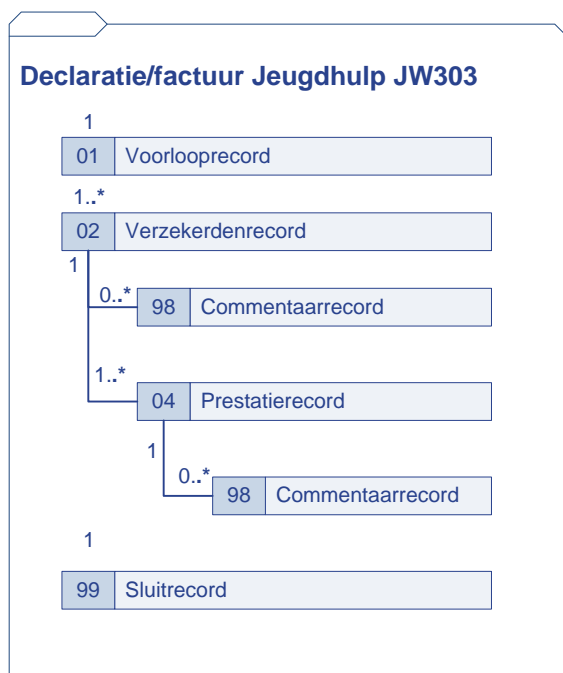 Declaratie/factuur Jeugdhulp JW303
1
01 Voorlooprecord
1..*
02 Verzekerdenrecord
1
0..*
98 Commentaarrecord
1..*
04 Prestatierecord
1
0..*
98 Commentaarrecord
1
99 Sluitrecord